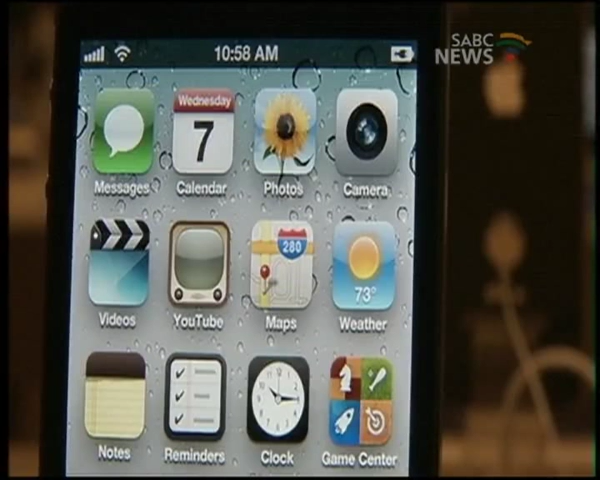 SABC
10:58 AM
NEWS
Wednesday
7
Messages Calendar Photos Camera
280
73°
Videos YouTube Maps Weather
Notes Reminders Clock Game Center